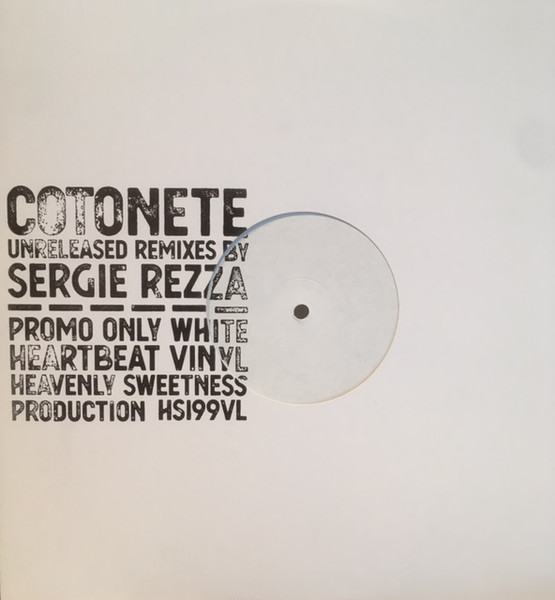 COTONETE
UNRELEASED REMIXES BY
SERGIE REZZA
PROMO ONLY WHITE
HEARTBEAT VINYL
HEAVENLY SWEETNESS
PRODUCTION HS199VL